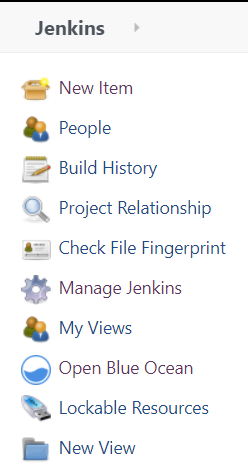 Jenkins
New Item
People
Build History
Project Relationship
Check File Fingerprint
Manage Jenkins
My Views
Open Blue Ocean
Lockable Resources
New View